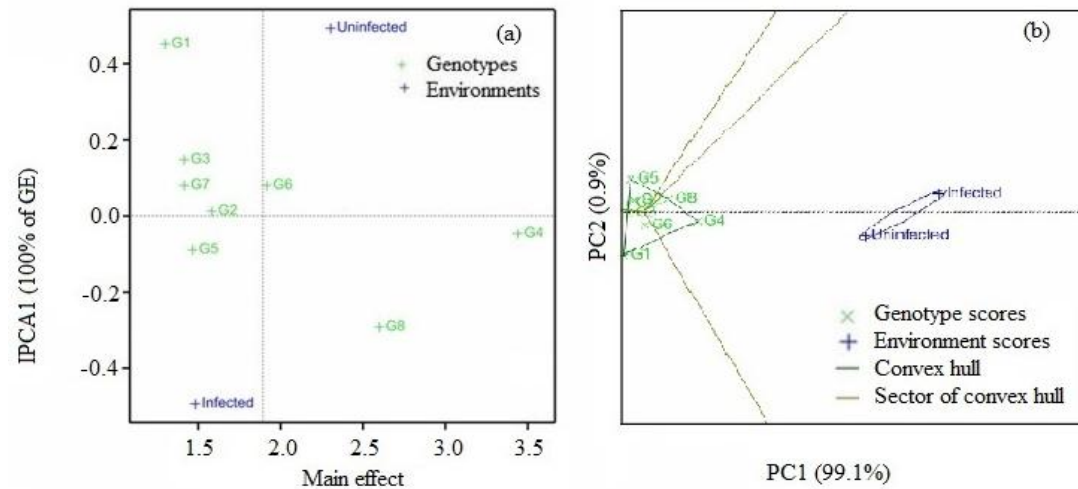 (a)
Uninfected
G1
Genotypes
Environments
0.4
0.2
0.0
-0.2
-0.4
G3
G7
G6
G2
G5
G4
G8
Infected
1.5 2.0 2.5 3.0 3.5
Main effect
IPCA1 (100% of GE)
(b)
PC2 (0.9%)
G5
G8
G4
G6
G1
Infected
Uninfected
Genotype scores
Environment scores
Convex hull
Sector of convex hull
PC1 (99.1%)